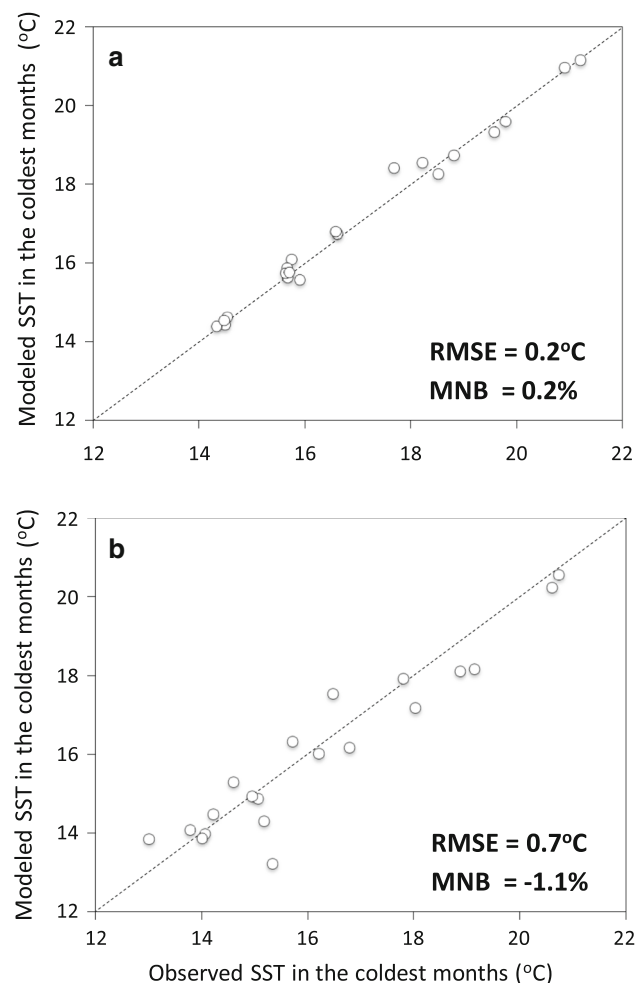 Modeled SST in the coldest months (°C)
a
22
20
18
16
14
12
RMSE = 0.2°C
MNB = 0.2%
12 14 16 18 20 22
Modeled SST in the coldest months (°C)
b
22
20
18
16
14
12
RMSE = 0.7°C
MNB = -1.1%
12 14 16 18 20 22
Observed SST in the coldest months (°C)